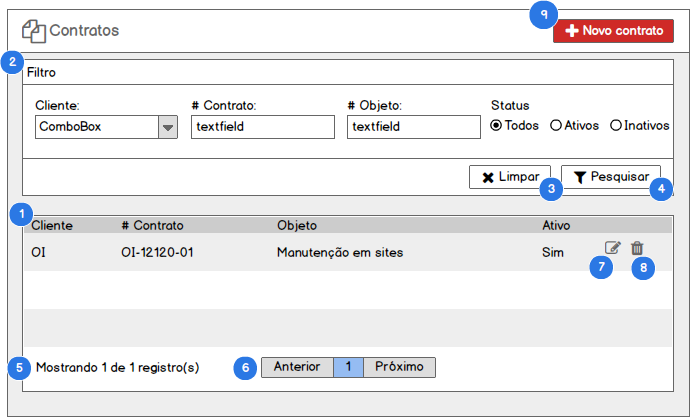 9
Contratos
Novo contrato
2
Filtro
Cliente:
# Contrato:
# Objeto:
Status
ComboBox
textfield
textfield
Todos
Ativos
Inativos
Limpar
Pesquisar
3
4
1
Cliente
# Contrato
Objeto
Ativo
OI
OI-12120-01
Manutenção em sites
Sim
7
8
5
Mostrando 1 de 1 registro(s)
6
Anterior
1
Próximo